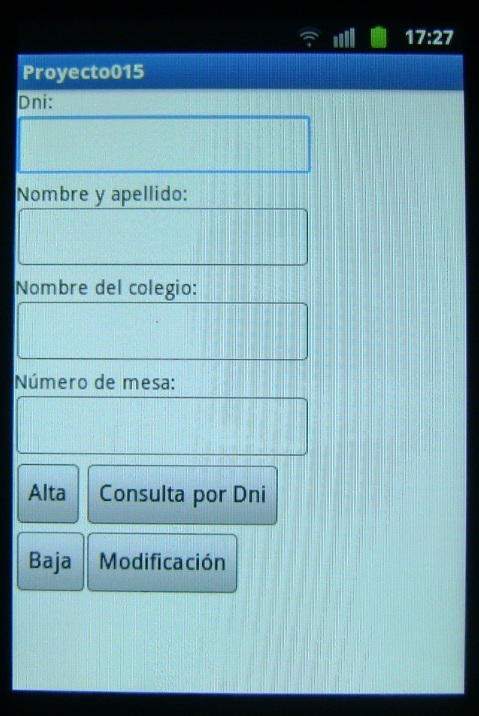 17:27
Proyecto015
Dni:
Nombre y apellido:
Nombre del colegio:
Número de mesa:
Alta Consulta por Dni
Baja Modificación